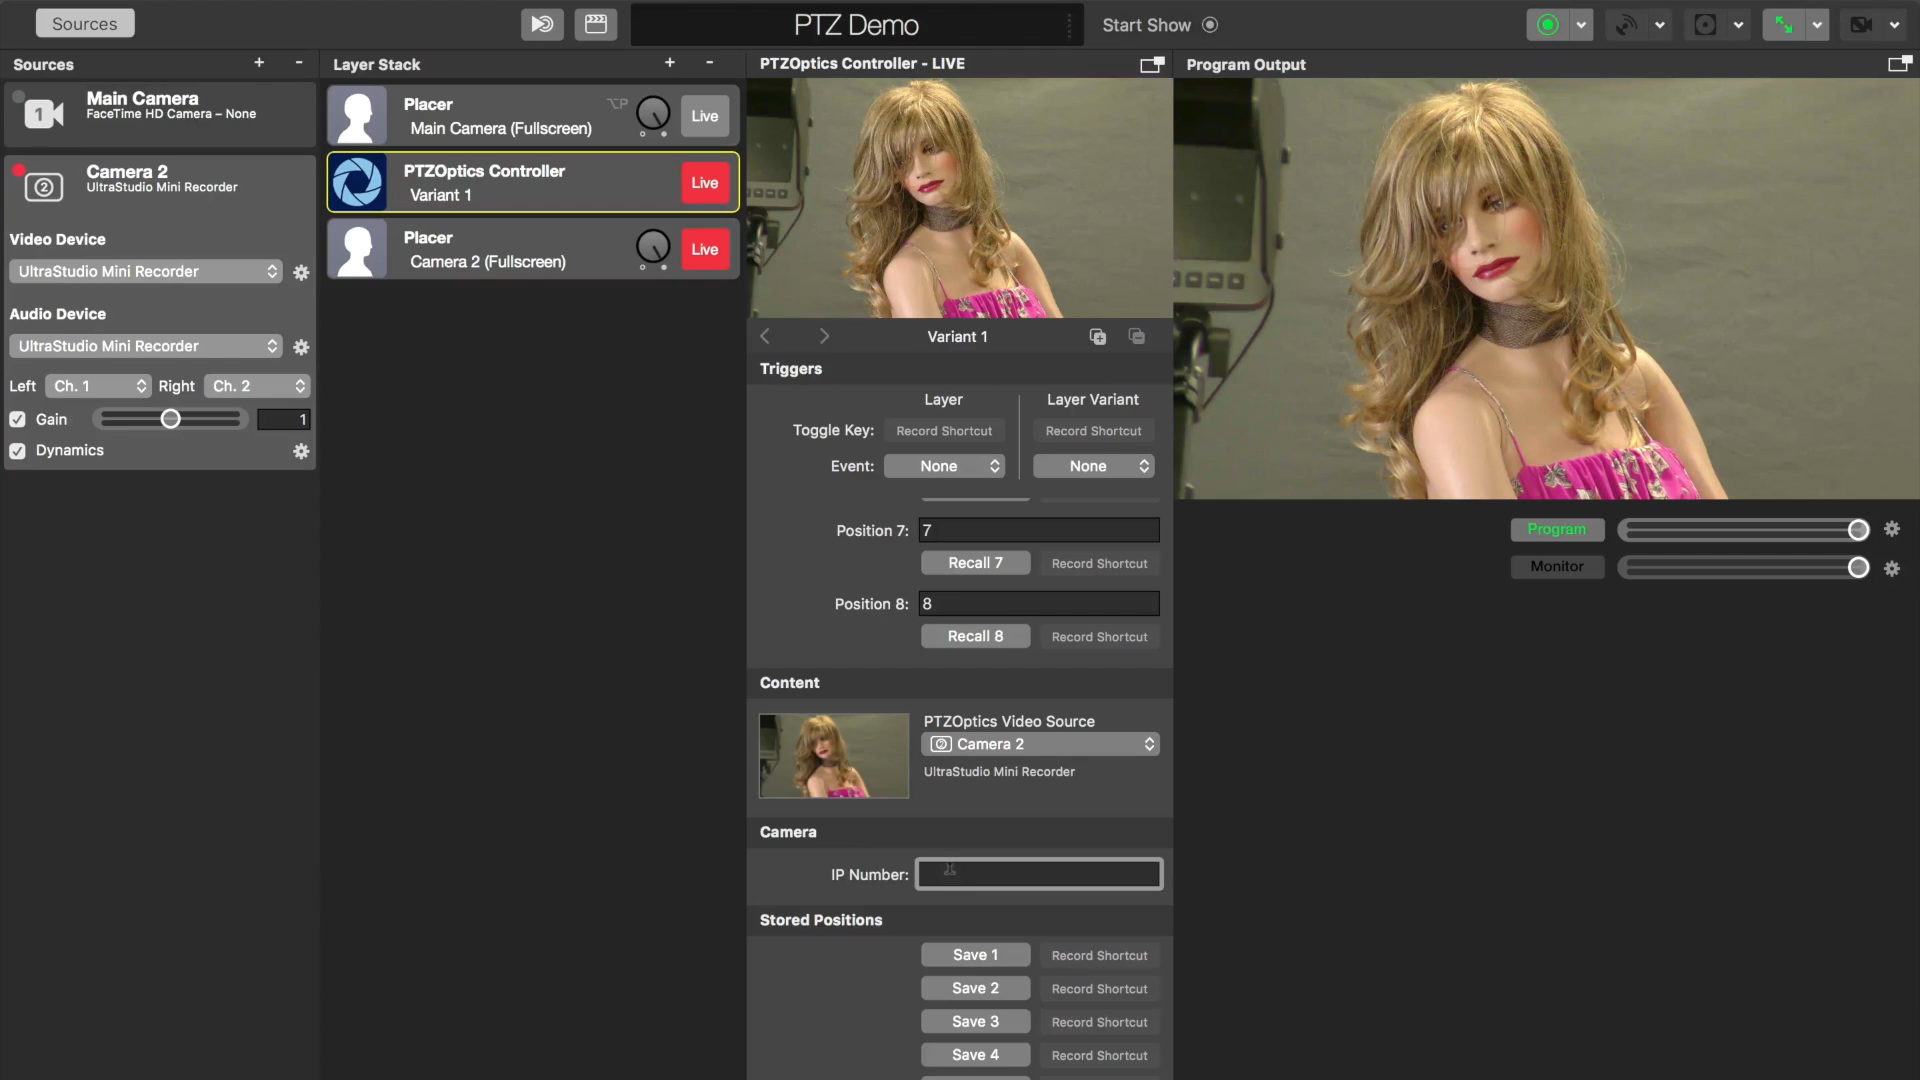 Sources
PTZ Demo
Start Show
Sources + -
Layer Stack + -
PTZOptics Controller - LIVE
Program Output
1
Main Camera
FaceTime HD Camera – None
2
Camera 2
UltraStudio Mini Recorder
Video Device
UltraStudio Mini Recorder
Audio Device
UltraStudio Mini Recorder
Left Ch. 1 Right Ch. 2
Gain 1
Dynamics
Placer ⌥P
Main Camera (Fullscreen)
Live
PTZOptics Controller
Variant 1
Live
Placer
Camera 2 (Fullscreen)
Live
Variant 1
Triggers
Layer Layer Variant
Toggle Key: Record Shortcut Record Shortcut
Event: None None
Position 7: 7
Recall 7 Record Shortcut
Position 8: 8
Recall 8 Record Shortcut
Content
PTZOptics Video Source
2 Camera 2
UltraStudio Mini Recorder
Camera
IP Number:
Stored Positions
Save 1 Record Shortcut
Save 2 Record Shortcut
Save 3 Record Shortcut
Save 4 Record Shortcut
Program
Monitor